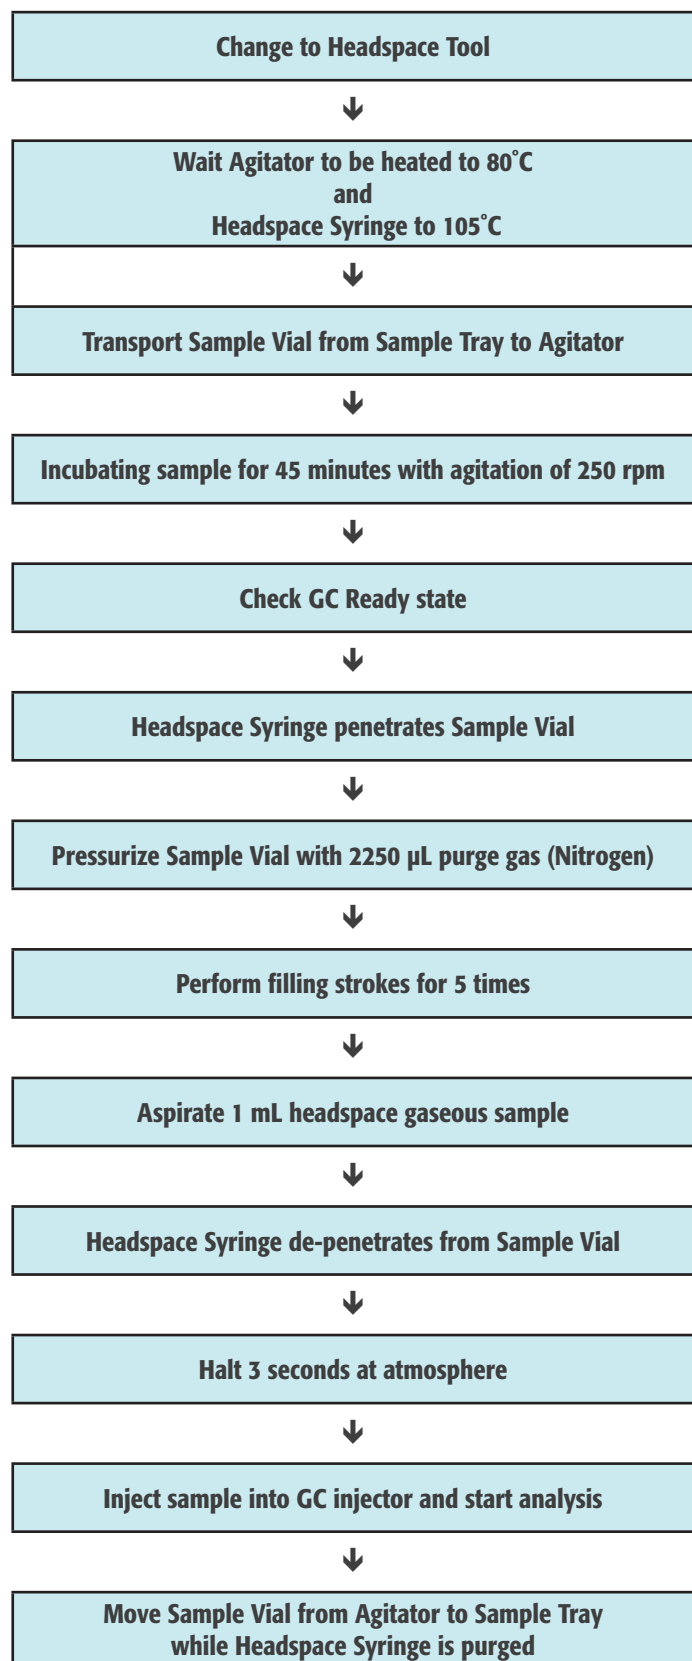 Change to Headspace Tool
Wait Agitator to be heated to 80°C
and
Headspace Syringe to 105°C
Transport Sample Vial from Sample Tray to Agitator
Incubating sample for 45 minutes with agitation of 250 rpm
Check GC Ready state
Headspace Syringe penetrates Sample Vial
Pressurize Sample Vial with 2250 µL purge gas (Nitrogen)
Perform filling strokes for 5 times
Aspirate 1 mL headspace gaseous sample
Headspace Syringe de-penetrates from Sample Vial
Halt 3 seconds at atmosphere
Inject sample into GC injector and start analysis
Move Sample Vial from Agitator to Sample Tray
while Headspace Syringe is purged